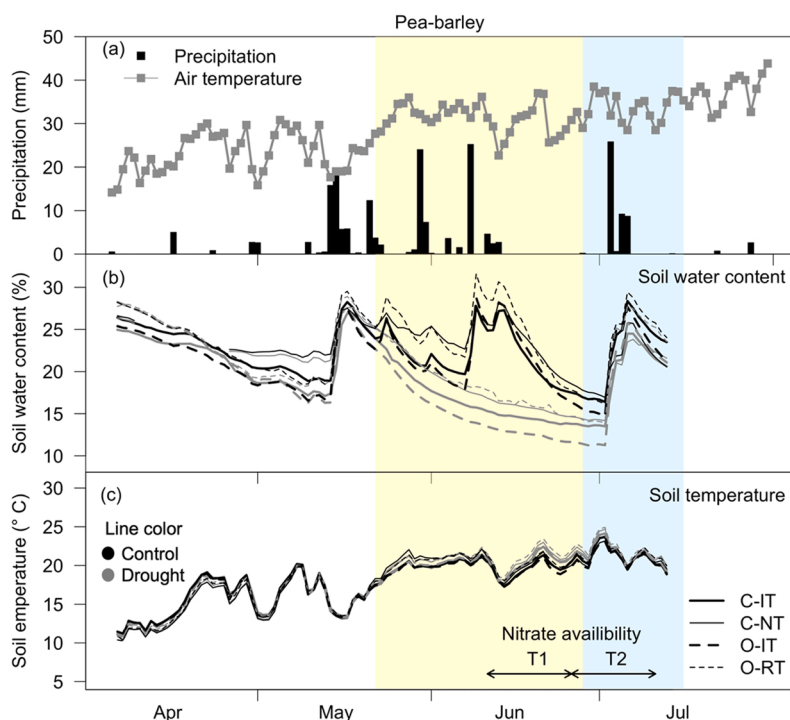 Pea-barley
50
40
30
20
10
0
Precipitation (mm)
(a)
Precipitation
Air temperature
30
25
20
15
10
Soil water content (%)
(b)
Soil water content
30
25
20
15
10
5
Soil emperature (° C)
(c)
Soil temperature
Line color
Control
Drought
Nitrate availibility
T1 T2
C-IT
C-NT
O-IT
O-RT
Apr May Jun Jul